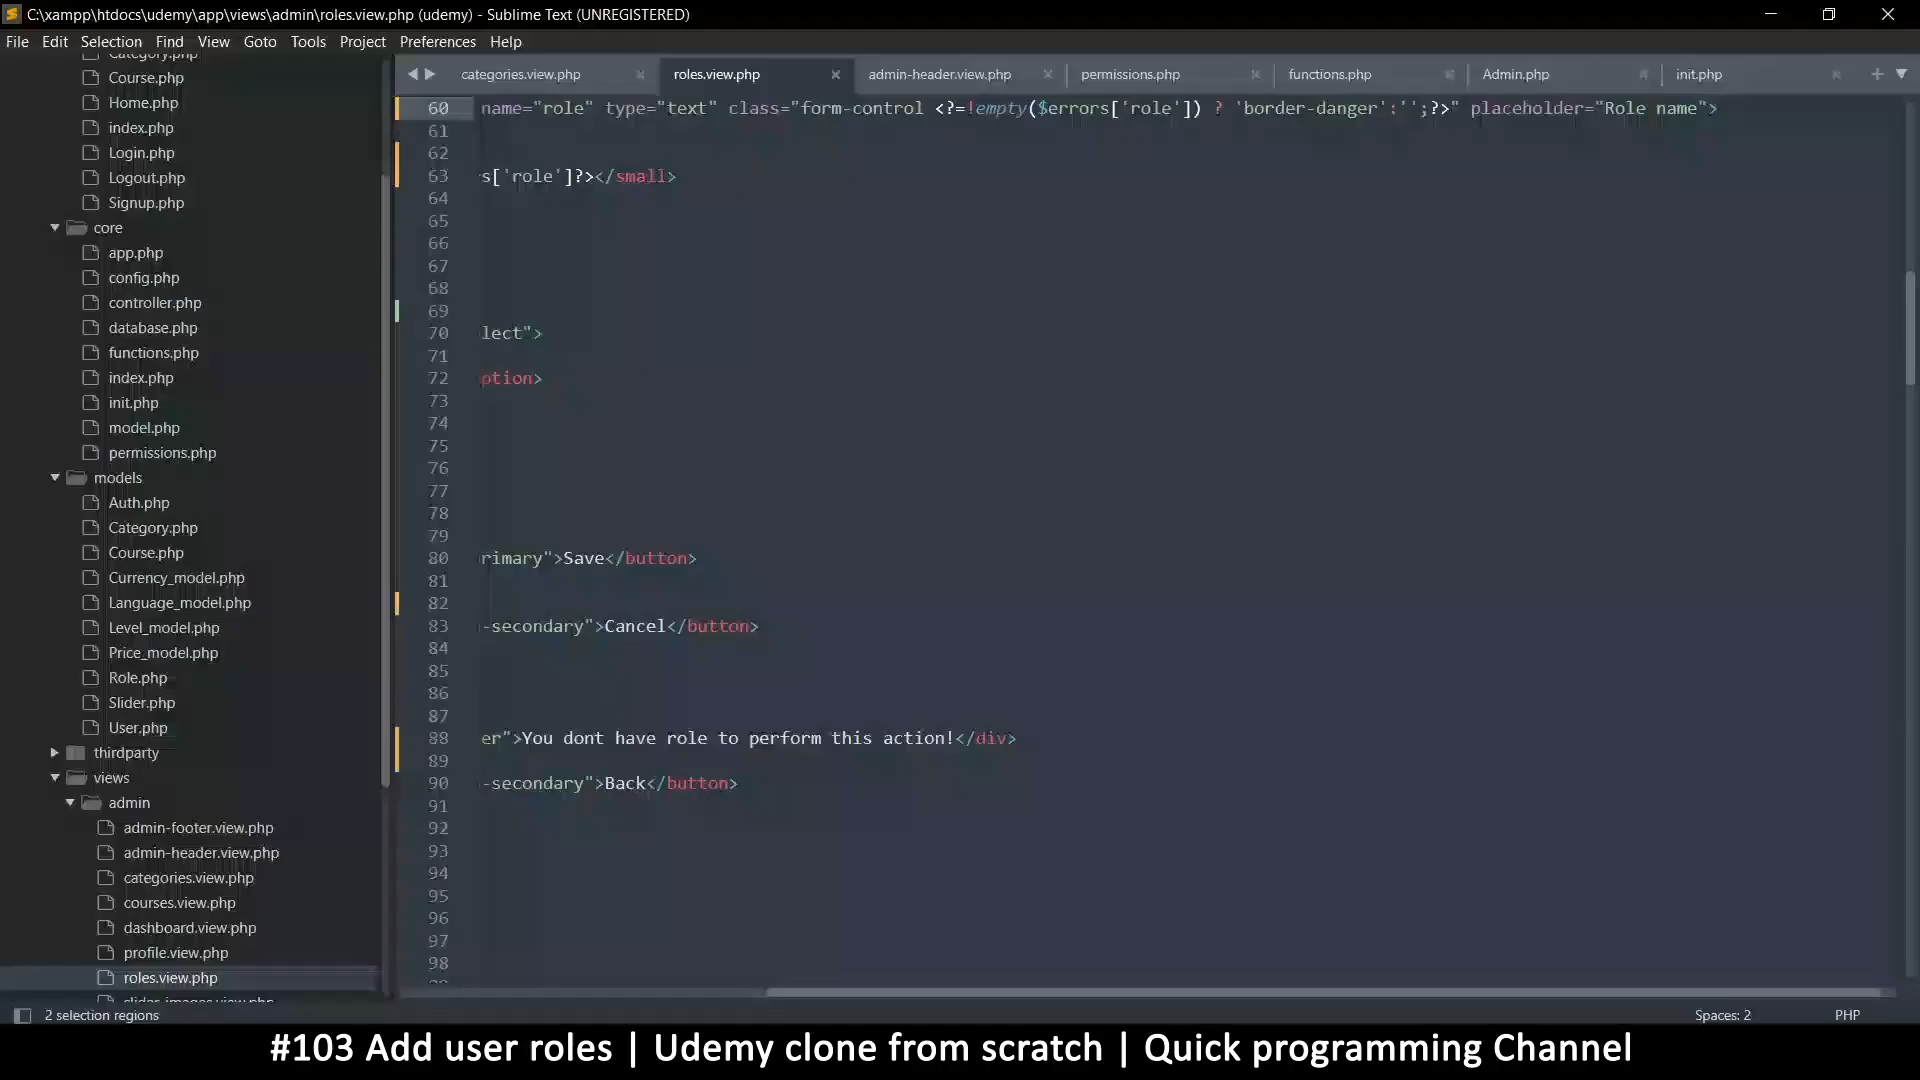 C:\xampp\htdocs\udemy\app\views\admin\roles.view.php (udemy) - Sublime Text (UNREGISTERED)
File Edit Selection Find View Goto Tools Project Preferences Help
categories.view.php roles.view.php admin-header.view.php permissions.php functions.php Admin.php init.php
Category.php
Course.php
Home.php
index.php
Login.php
Logout.php
Signup.php
core
app.php
config.php
controller.php
database.php
functions.php
index.php
init.php
model.php
permissions.php
models
Auth.php
Category.php
Course.php
Currency_model.php
Language_model.php
Level_model.php
Price_model.php
Role.php
Slider.php
User.php
thirdparty
views
admin
admin-footer.view.php
admin-header.view.php
categories.view.php
courses.view.php
dashboard.view.php
profile.view.php
roles.view.php
slider-images.view.php
60 name="role" type="text" class="form-control <?=!empty($errors['role']) ? 'border-danger':'';?>" placeholder="Role name">
61
62
63 s['role']?></small>
64
65
66
67
68
69
70 lect">
71
72 ption>
73
74
75
76
77
78
79
80 rimary">Save</button>
81
82
83 -secondary">Cancel</button>
84
85
86
87
88 er">You dont have role to perform this action!</div>
89
90 -secondary">Back</button>
91
92
93
94
95
96
97
98
2 selection regions Spaces: 2 PHP
#103 Add user roles | Udemy clone from scratch | Quick programming Channel